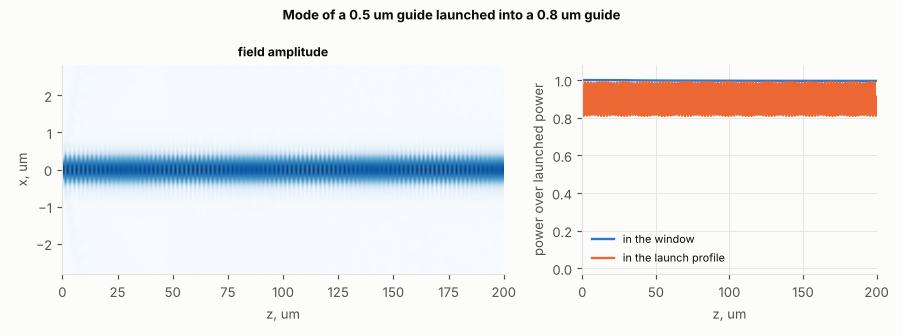 Mode of a 0.5 um guide launched into a 0.8 um guide
field amplitude
x, um
2
1
0
−1
−2
0 25 50 75 100 125 150 175 200
z, um
power over launched power
1.0
0.8
0.6
0.4
0.2
0.0
in the window
in the launch profile
0 50 100 150 200
z, um